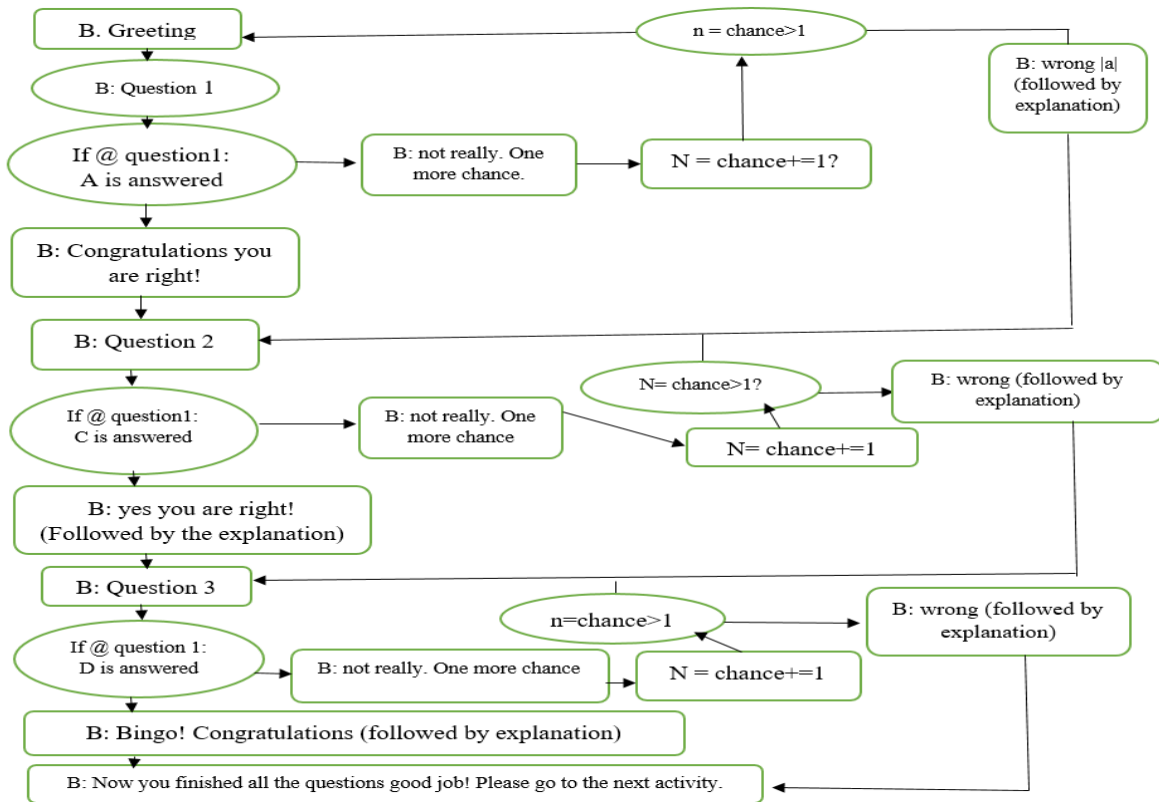 B. Greeting
n = chance>1
B: wrong |a|
(followed by
explanation)
B: Question 1
If @ question1:
A is answered
B: not really. One
more chance.
N = chance+=1?
B: Congratulations you
are right!
B: Question 2
N= chance>1?
B: wrong (followed by
explanation)
If @ question1:
C is answered
B: not really. One
more chance
N= chance+=1
B: yes you are right!
(Followed by the explanation)
B: Question 3
n=chance>1
B: wrong (followed by
explanation)
If @ question 1:
D is answered
B: not really. One more chance
N = chance+=1
B: Bingo! Congratulations (followed by explanation)
B: Now you finished all the questions good job! Please go to the next activity.